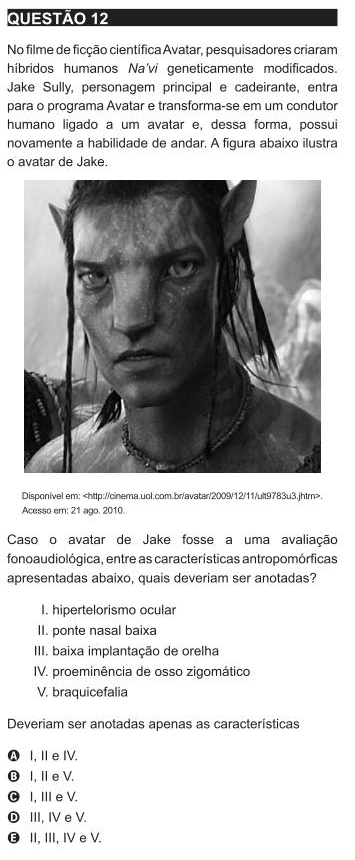 QUESTÃO 12
No filme de ficção científica Avatar, pesquisadores criaram
híbridos humanos Na'vi geneticamente modificados.
Jake Sully, personagem principal e cadeirante, entra
para o programa Avatar e transforma-se em um condutor
humano ligado a um avatar e, dessa forma, possui
novamente a habilidade de andar. A figura abaixo ilustra
o avatar de Jake.
Disponível em: <http://cinema.uol.com.br/avatar/2009/12/11/ult9783u3.jhtm>.
Acesso em: 21 ago. 2010.
Caso o avatar de Jake fosse a uma avaliação
fonoaudiológica, entre as características antropomórficas
apresentadas abaixo, quais deveriam ser anotadas?
I. hipertelorismo ocular
II. ponte nasal baixa
III. baixa implantação de orelha
IV. proeminência de osso zigomático
V. braquicefalia
Deveriam ser anotadas apenas as características
A I, II e IV.
B I, II e V.
C I, III e V.
D III, IV e V.
E II, III, IV e V.